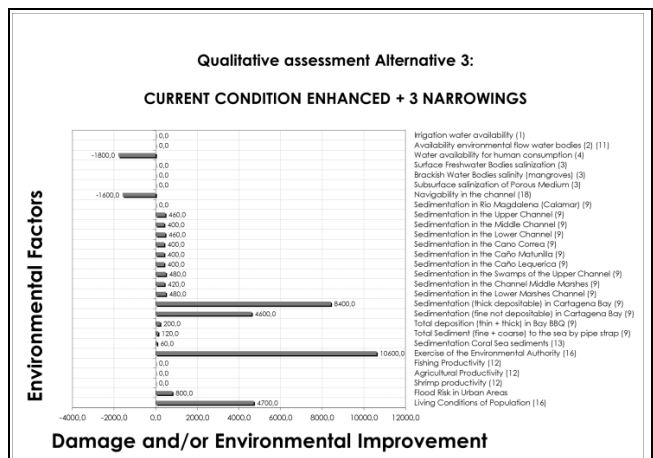 Qualitative assessment Alternative 3:
CURRENT CONDITION ENHANCED + 3 NARROWINGS
Environmental Factors
0,0 Irrigation water availability (1)
0,0 Availability environmental flow water bodies (2) (11)
-1800,0 Water availability for human consumption (4)
0,0 Surface Freshwater Bodies salinization (3)
0,0 Brackish Water Bodies salinity (mangroves) (3)
0,0 Subsurface salinization of Porous Medium (3)
-1600,0 Navigability in the channel (18)
0,0 Sedimentation in Rio Magdalena (Calamar) (9)
460,0 Sedimentation in the Upper Channel (9)
400,0 Sedimentation in the Middle Channel (9)
460,0 Sedimentation in the Lower Channel (9)
400,0 Sedimentation in the Cano Correa (9)
400,0 Sedimentation in the Caño Matunilla (9)
400,0 Sedimentation in the Caño Lequerica (9)
480,0 Sedimentation in the Swamps of the Upper Channel (9)
420,0 Sedimentation in the Channel Middle Marshes (9)
480,0 Sedimentation in the Lower Marshes Channel (9)
8400,0 Sedimentation (thick depositable) in Cartagena Bay (9)
4600,0 Sedimentation (fine not depositable) in Cartagena Bay (9)
200,0 Total deposition (thin + thick) in Bay BBQ (9)
120,0 Total Sediment (fine + coarse) to the sea by pipe strap (9)
60,0 Sedimentation Coral Sea sediments (13)
10600,0 Exercise of the Environmental Authority (16)
0,0 Fishing Productivity (12)
0,0 Agricultural Productivity (12)
0,0 Shrimp productivity (12)
800,0 Flood Risk in Urban Areas
4700,0 Living Conditions of Population (16)
-4000,0 -2000,0 0,0 2000,0 4000,0 6000,0 8000,0 10000,0 12000,0
Damage and/or Environmental Improvement